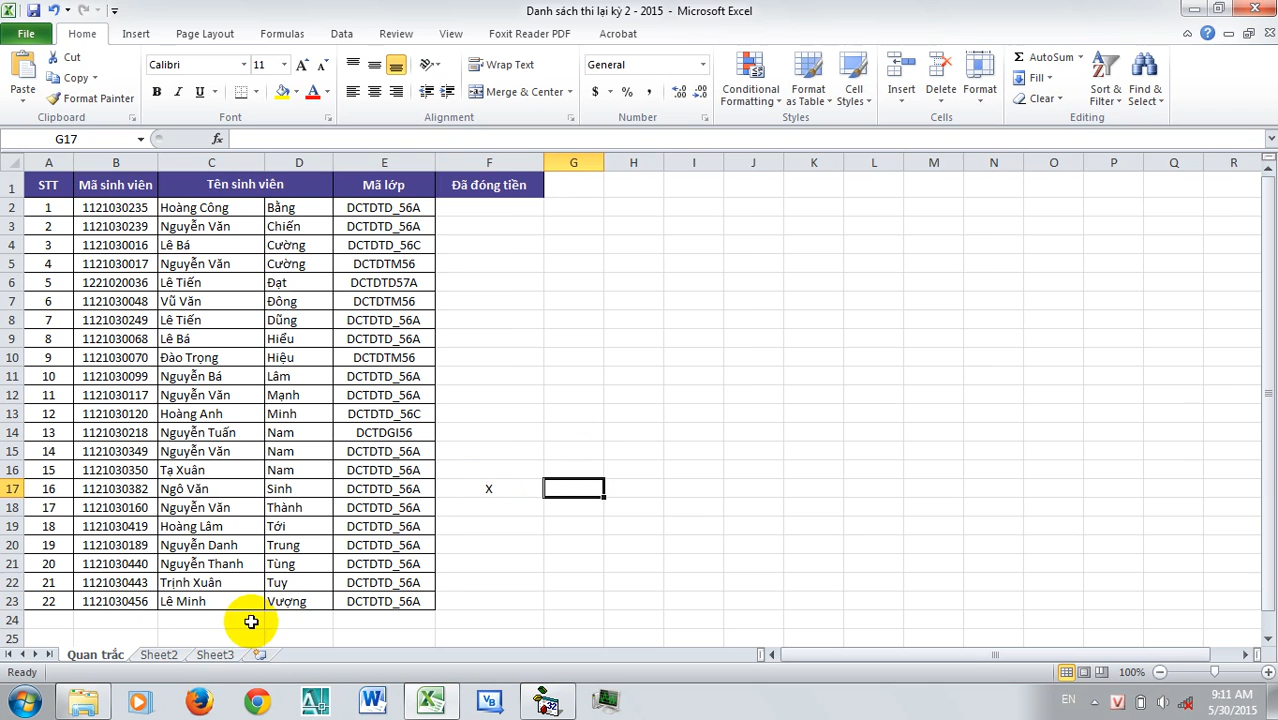 Danh sách thi lại kỳ 2 - 2015 - Microsoft Excel
File Home Insert Page Layout Formulas Data Review View Foxit Reader PDF Acrobat
Paste Cut Copy Format Painter Clipboard
Calibri 11 B I U A Font
Wrap Text Merge & Center Alignment
General $ % , Number
Conditional Formatting Format as Table Cell Styles Styles
Insert Delete Format Cells
Σ AutoSum Fill Clear Sort & Filter Find & Select Editing
G17 fx
A B C D E F G H I J K L M N O P Q R
1 STT Mã sinh viên Tên sinh viên Mã lớp Đã đóng tiền
2 1 1121030235 Hoàng Công Bằng DCTDTD_56A
3 2 1121030239 Nguyễn Văn Chiến DCTDTD_56A
4 3 1121030016 Lê Bá Cường DCTDTD_56C
5 4 1121030017 Nguyễn Văn Cường DCTDTM56
6 5 1221020036 Lê Tiến Đạt DCTDTD57A
7 6 1121030048 Vũ Văn Đông DCTDTM56
8 7 1121030249 Lê Tiến Dũng DCTDTD_56A
9 8 1121030068 Lê Bá Hiểu DCTDTD_56A
10 9 1121030070 Đào Trọng Hiệu DCTDTM56
11 10 1121030099 Nguyễn Bá Lâm DCTDTD_56A
12 11 1121030117 Nguyễn Văn Mạnh DCTDTD_56A
13 12 1121030120 Hoàng Anh Minh DCTDTD_56C
14 13 1121030218 Nguyễn Tuấn Nam DCTDGI56
15 14 1121030349 Nguyễn Văn Nam DCTDTD_56A
16 15 1121030350 Tạ Xuân Nam DCTDTD_56A
17 16 1121030382 Ngô Văn Sinh DCTDTD_56A X
18 17 1121030160 Nguyễn Văn Thành DCTDTD_56A
19 18 1121030419 Hoàng Lâm Tới DCTDTD_56A
20 19 1121030189 Nguyễn Danh Trung DCTDTD_56A
21 20 1121030440 Nguyễn Thanh Tùng DCTDTD_56A
22 21 1121030443 Trịnh Xuân Tuy DCTDTD_56A
23 22 1121030456 Lê Minh Vượng DCTDTD_56A
24
25
Quan trắc Sheet2 Sheet3
Ready 100%
EN V 9:11 AM
5/30/2015